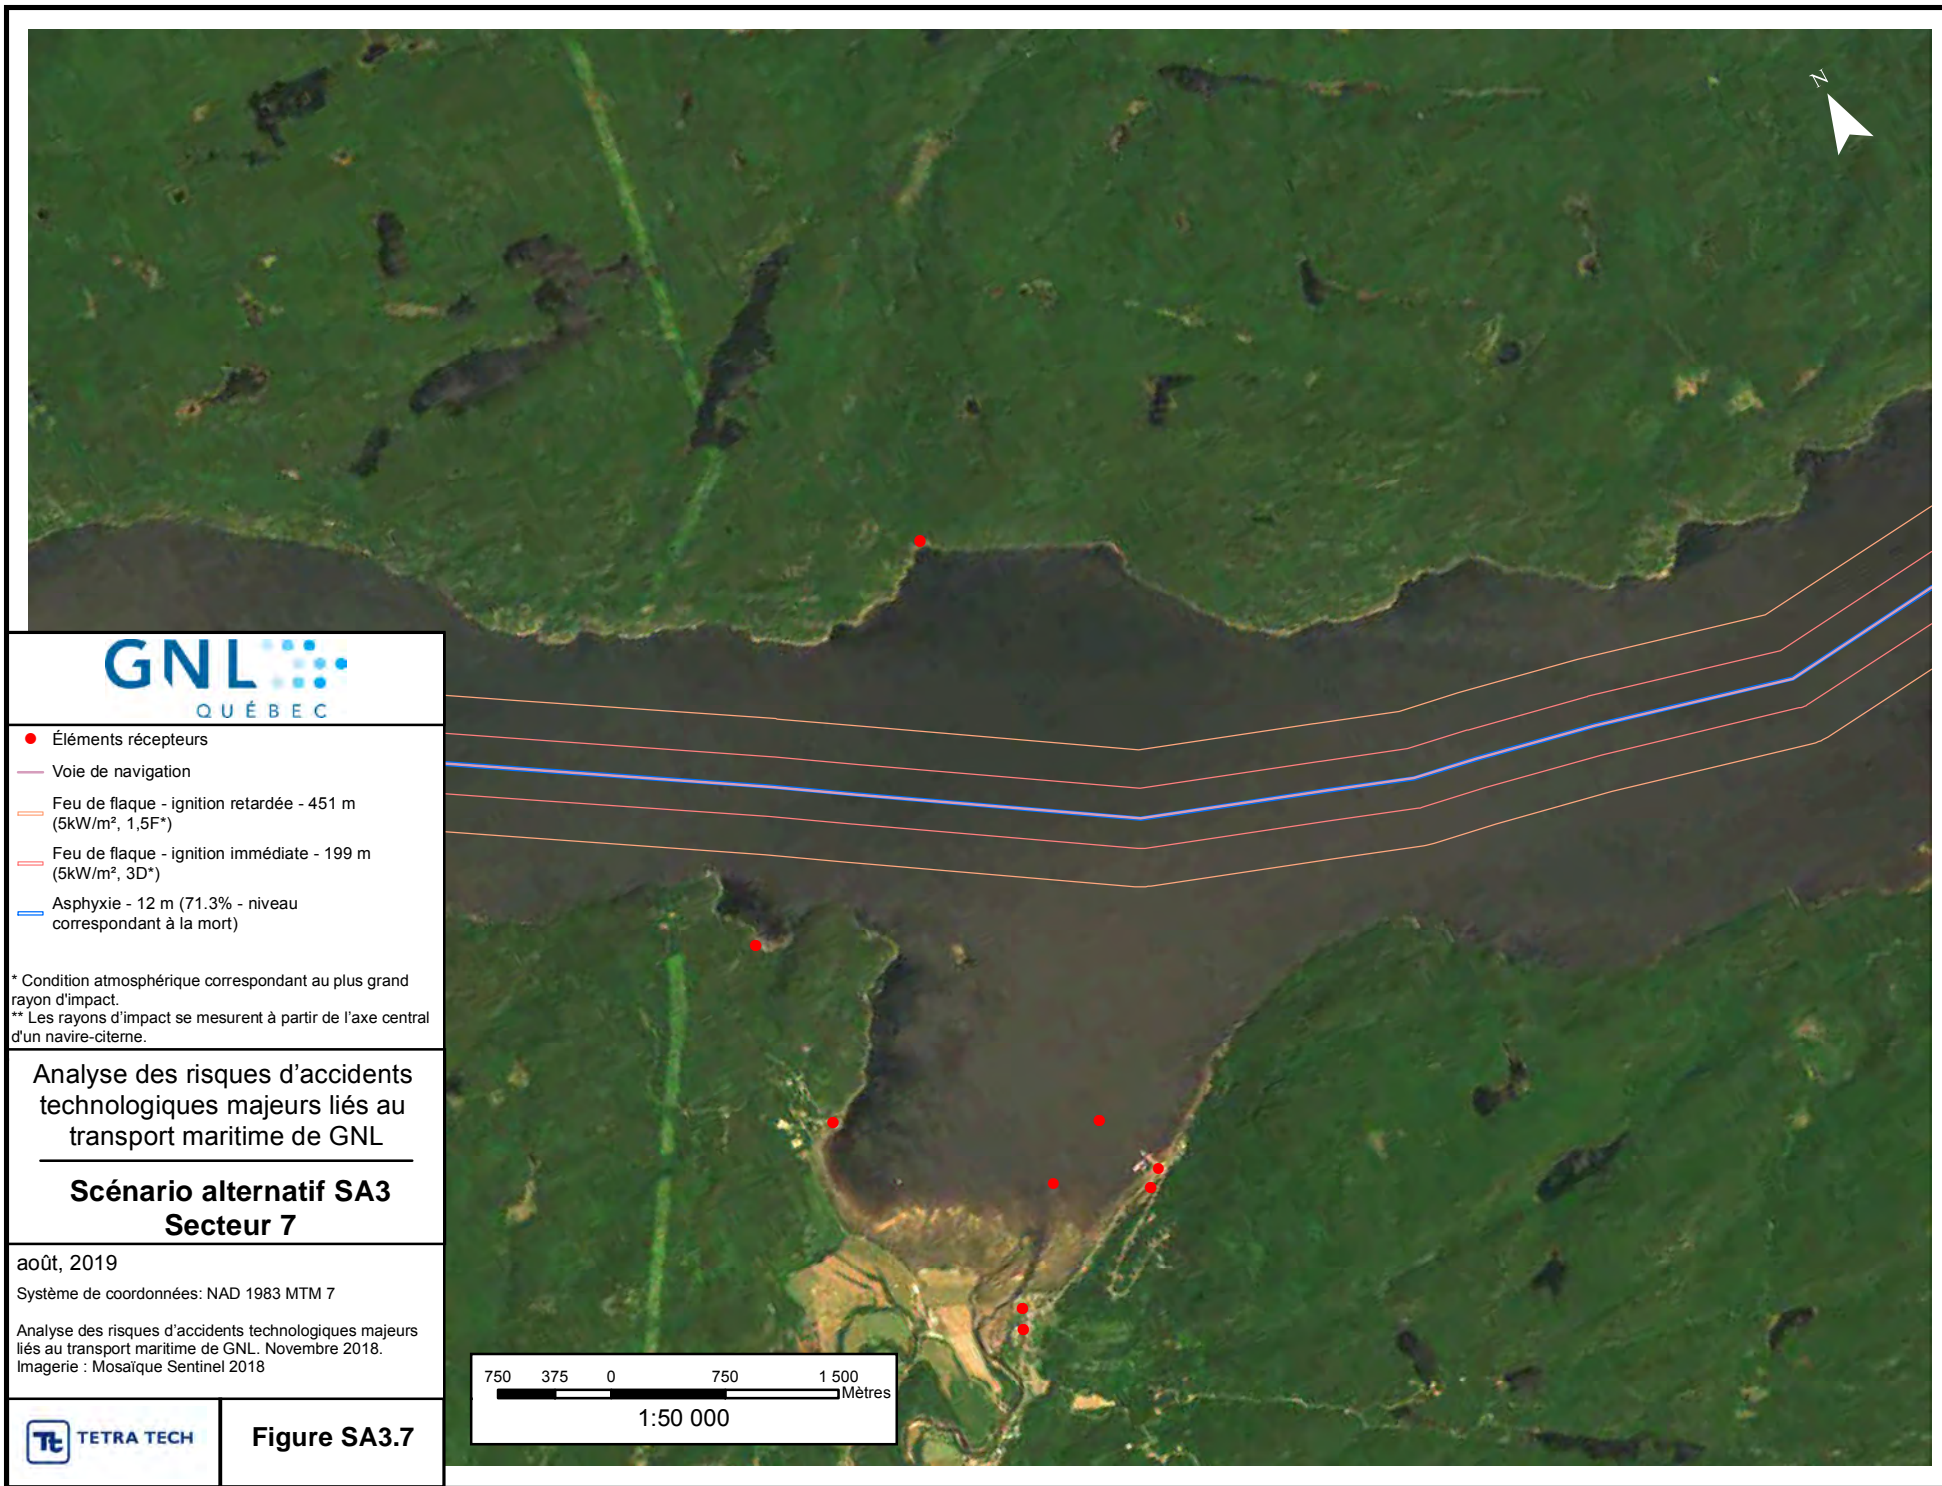 N
GNL
QUÉBEC
Éléments récepteurs
Voie de navigation
Feu de flaque - ignition retardée - 451 m
(5kW/m², 1,5F*)
Feu de flaque - ignition immédiate - 199 m
(5kW/m², 3D*)
Asphyxie - 12 m (71.3% - niveau
correspondant à la mort)
* Condition atmosphérique correspondant au plus grand
rayon d'impact.
** Les rayons d'impact se mesurent à partir de l'axe central
d'un navire-citerne.
Analyse des risques d'accidents
technologiques majeurs liés au
transport maritime de GNL
Scénario alternatif SA3
Secteur 7
août, 2019
Système de coordonnées: NAD 1983 MTM 7
Analyse des risques d'accidents technologiques majeurs
liés au transport maritime de GNL. Novembre 2018.
Imagerie : Mosaïque Sentinel 2018
Tt TETRA TECH
Figure SA3.7
750 375 0 750 1 500
Mètres
1:50 000